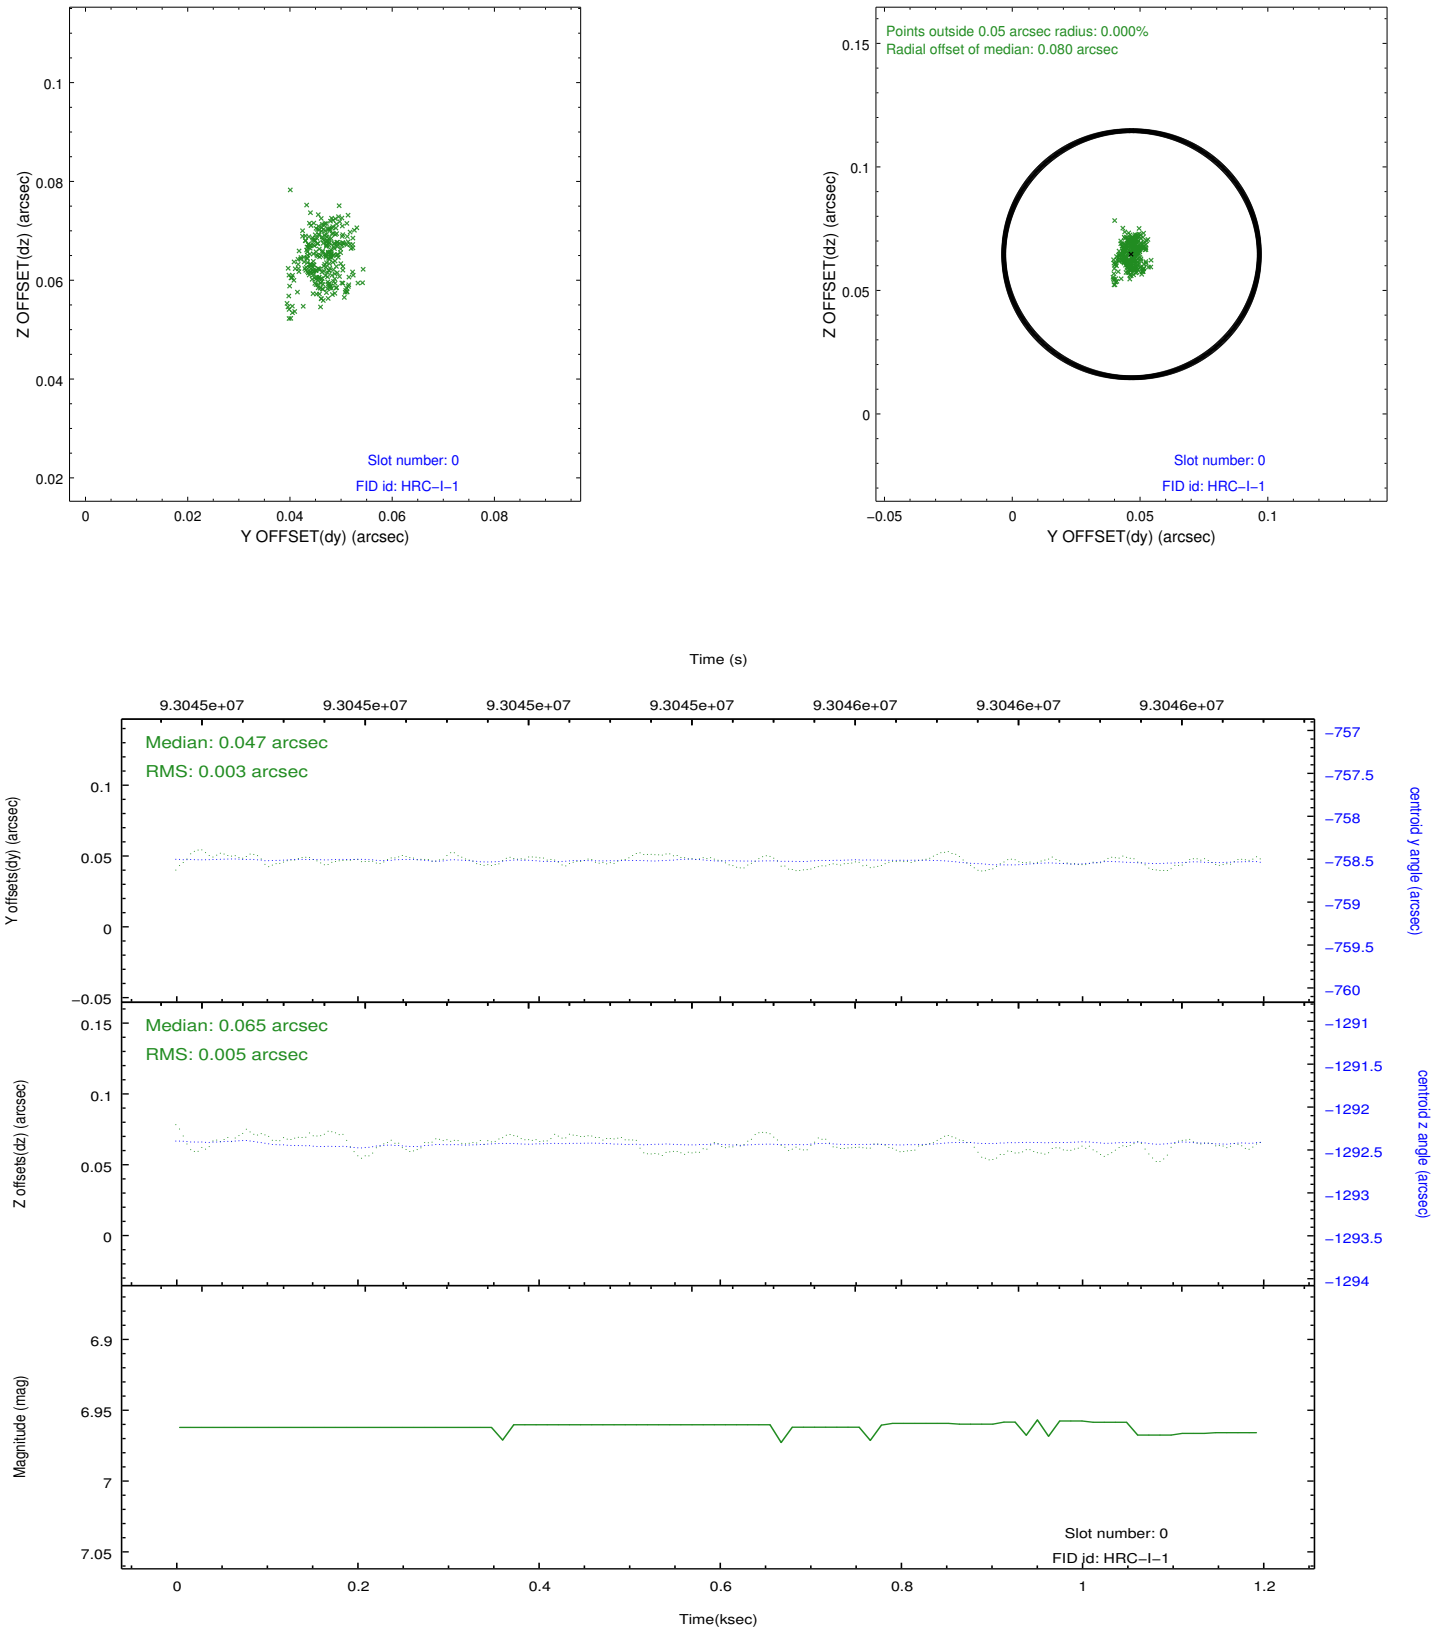 0.1
0.08
0.06
0.04
0.02
Z OFFSET(dz) (arcsec)
Slot number: 0
FID id: HRC−I−1
0 0.02 0.04 0.06 0.08
Y OFFSET(dy) (arcsec)
Points outside 0.05 arcsec radius: 0.000%
Radial offset of median: 0.080 arcsec
0.15
0.1
0.05
0
Z OFFSET(dz) (arcsec)
Slot number: 0
FID id: HRC−I−1
−0.05 0 0.05 0.1
Y OFFSET(dy) (arcsec)
Time (s)
9.3045e+07 9.3045e+07 9.3045e+07 9.3045e+07 9.3046e+07 9.3046e+07 9.3046e+07
Median: 0.047 arcsec
RMS: 0.003 arcsec
0.1
0.05
0
−0.05
Y offsets(dy) (arcsec)
−757
−757.5
−758
−758.5
−759
−759.5
−760
centroid y angle (arcsec)
Median: 0.065 arcsec
RMS: 0.005 arcsec
0.15
0.1
0.05
0
Z offsets(dz) (arcsec)
−1291
−1291.5
−1292
−1292.5
−1293
−1293.5
−1294
centroid z angle (arcsec)
6.9
6.95
7
7.05
Magnitude (mag)
Slot number: 0
FID id: HRC−I−1
0 0.2 0.4 0.6 0.8 1 1.2
Time(ksec)